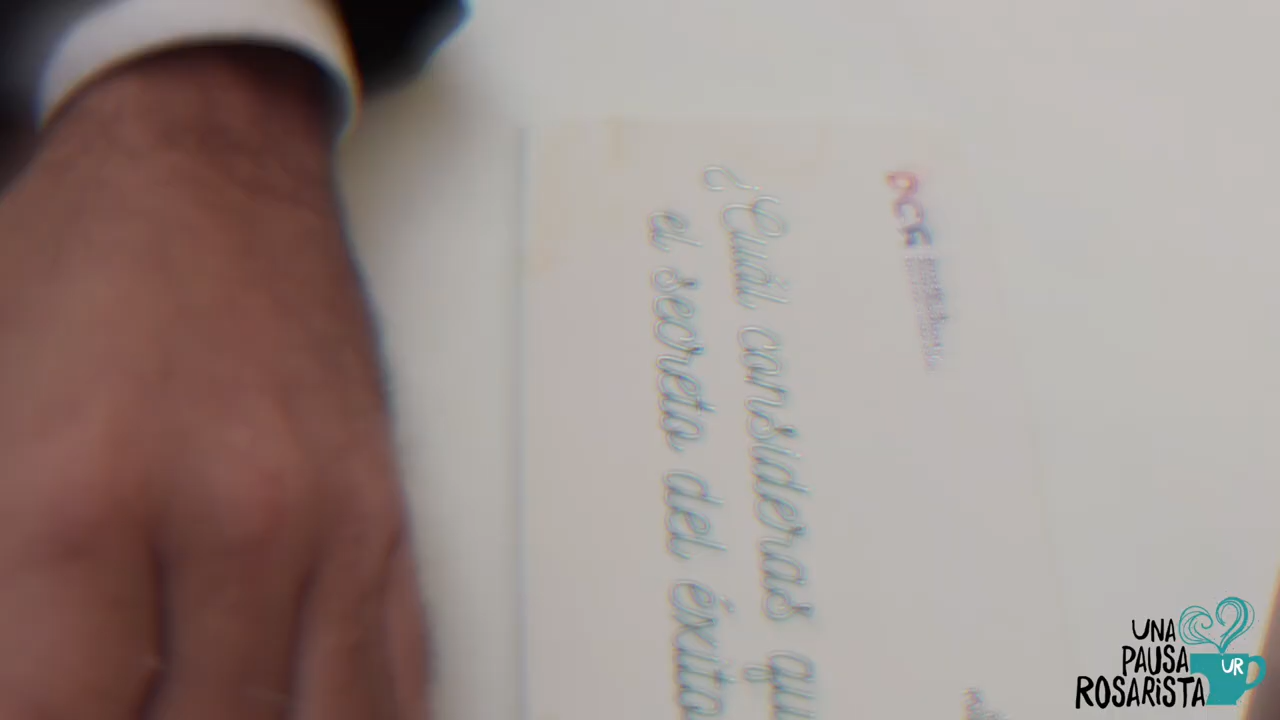 ¿Cuál consideras
el secreto del éxito
UNA
PAUSA
ROSARISTA
UR